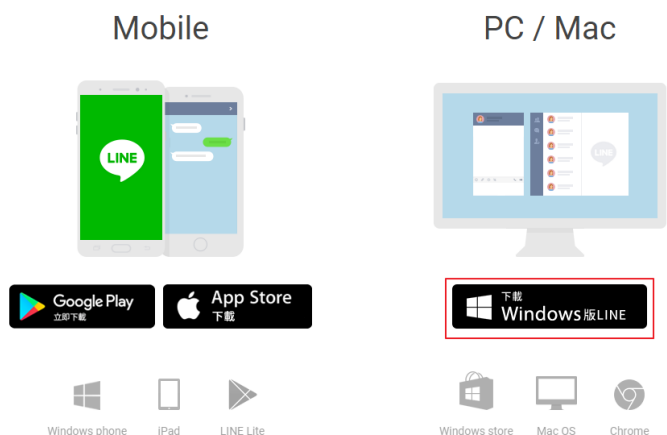 Mobile
PC / Mac
LINE
LINE
Google Play
立即下載
App Store
下載
下載
Windows版LINE
Windows phone
iPad
LINE Lite
Windows store
Mac OS
Chrome